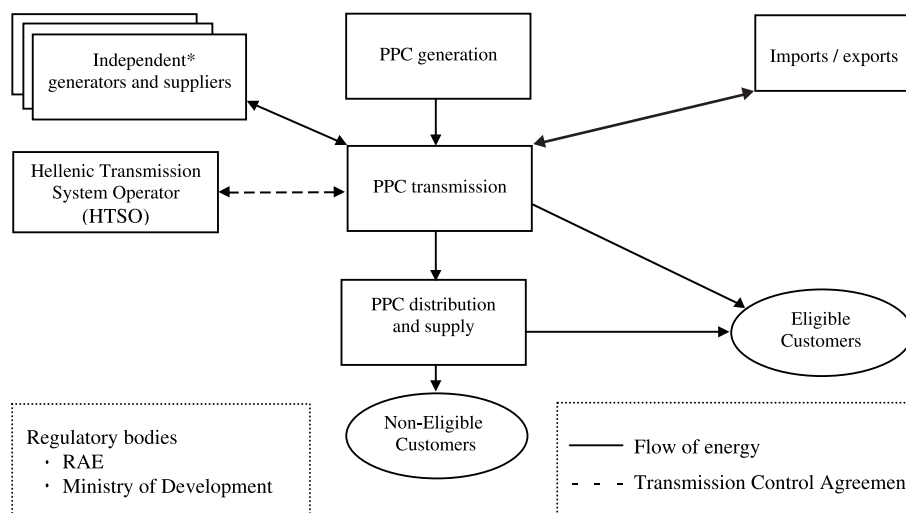 Independent*
generators and suppliers
PPC generation
Imports / exports
Hellenic Transmission
System Operator
(HTSO)
PPC transmission
PPC distribution
and supply
Eligible
Customers
Non-Eligible
Customers
Regulatory bodies
· RAE
· Ministry of Development
Flow of energy
Transmission Control Agreement